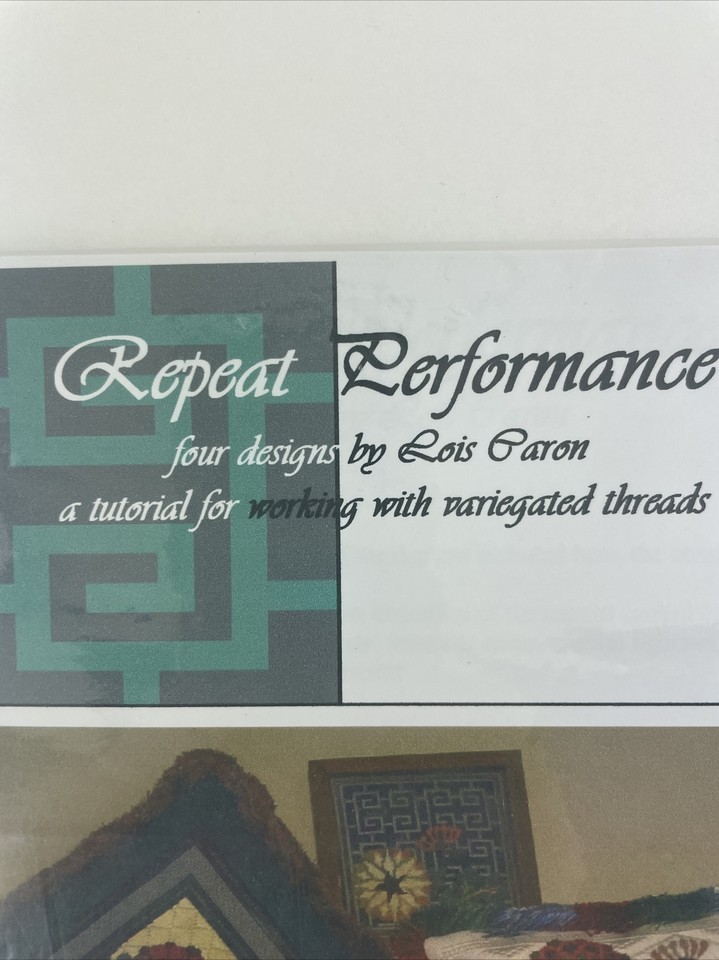 Repeat Performance
four designs by Lois Caron
a tutorial for working with variegated threads